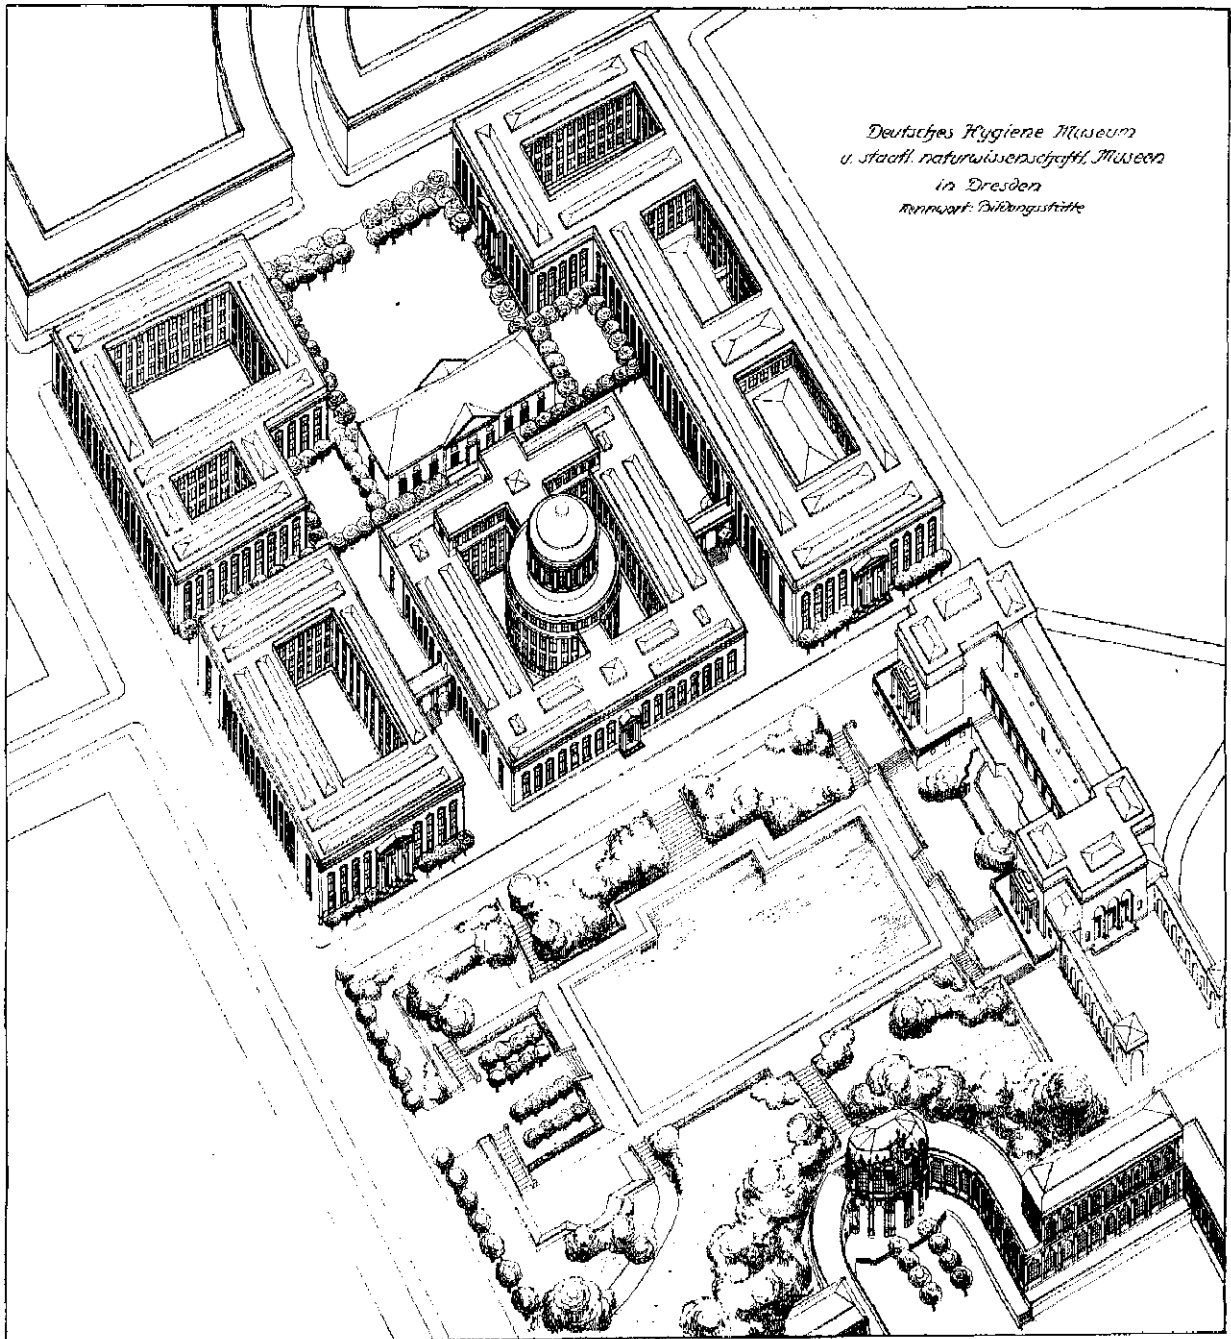 Deutsches Hygiene Museum
u. staatl. naturwissenschaftl. Museen
in Dresden
Kennwort: Bildungsstätte